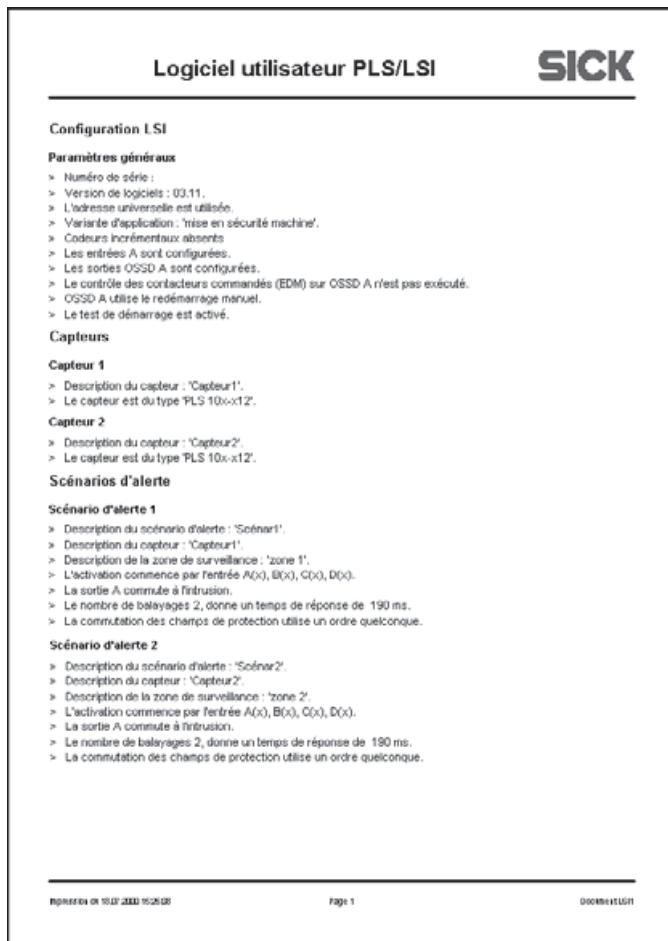 Logiciel utilisateur PLS/LSI
SICK
Configuration LSI
Paramètres généraux
> Numéro de série :
> Version de logiciels : 03.11.
> L'adresse universelle est utilisée.
> Variante d'application : 'mise en sécurité machine'.
> Codeurs incrémentaux absents
> Les entrées A sont configurées.
> Les sorties OSSD A sont configurées.
> Le contrôle des contacteurs commandés (EDM) sur OSSD A n'est pas exécuté.
> OSSD A utilise le redémarrage manuel.
> Le test de démarrage est activé.
Capteurs
Capteur 1
> Description du capteur : 'Capteur1'.
> Le capteur est du type 'PLS 10x-x12'.
Capteur 2
> Description du capteur : 'Capteur2'.
> Le capteur est du type 'PLS 10x-x12'.
Scénarios d'alerte
Scénario d'alerte 1
> Description du scénario d'alerte : 'Scénar1'.
> Description du capteur : 'Capteur1'.
> Description de la zone de surveillance : 'zone 1'.
> L'activation commence par l'entrée A(x), B(x), C(x), D(x).
> La sortie A commute à l'intrusion.
> Le nombre de balayages 2, donne un temps de réponse de 190 ms.
> La commutation des champs de protection utilise un ordre quelconque.
Scénario d'alerte 2
> Description du scénario d'alerte : 'Scénar2'.
> Description du capteur : 'Capteur2'.
> Description de la zone de surveillance : 'zone 2'.
> L'activation commence par l'entrée A(x), B(x), C(x), D(x).
> La sortie A commute à l'intrusion.
> Le nombre de balayages 2, donne un temps de réponse de 190 ms.
> La commutation des champs de protection utilise un ordre quelconque.
Impression du 18.07.2000
Page 1
Document LSI1